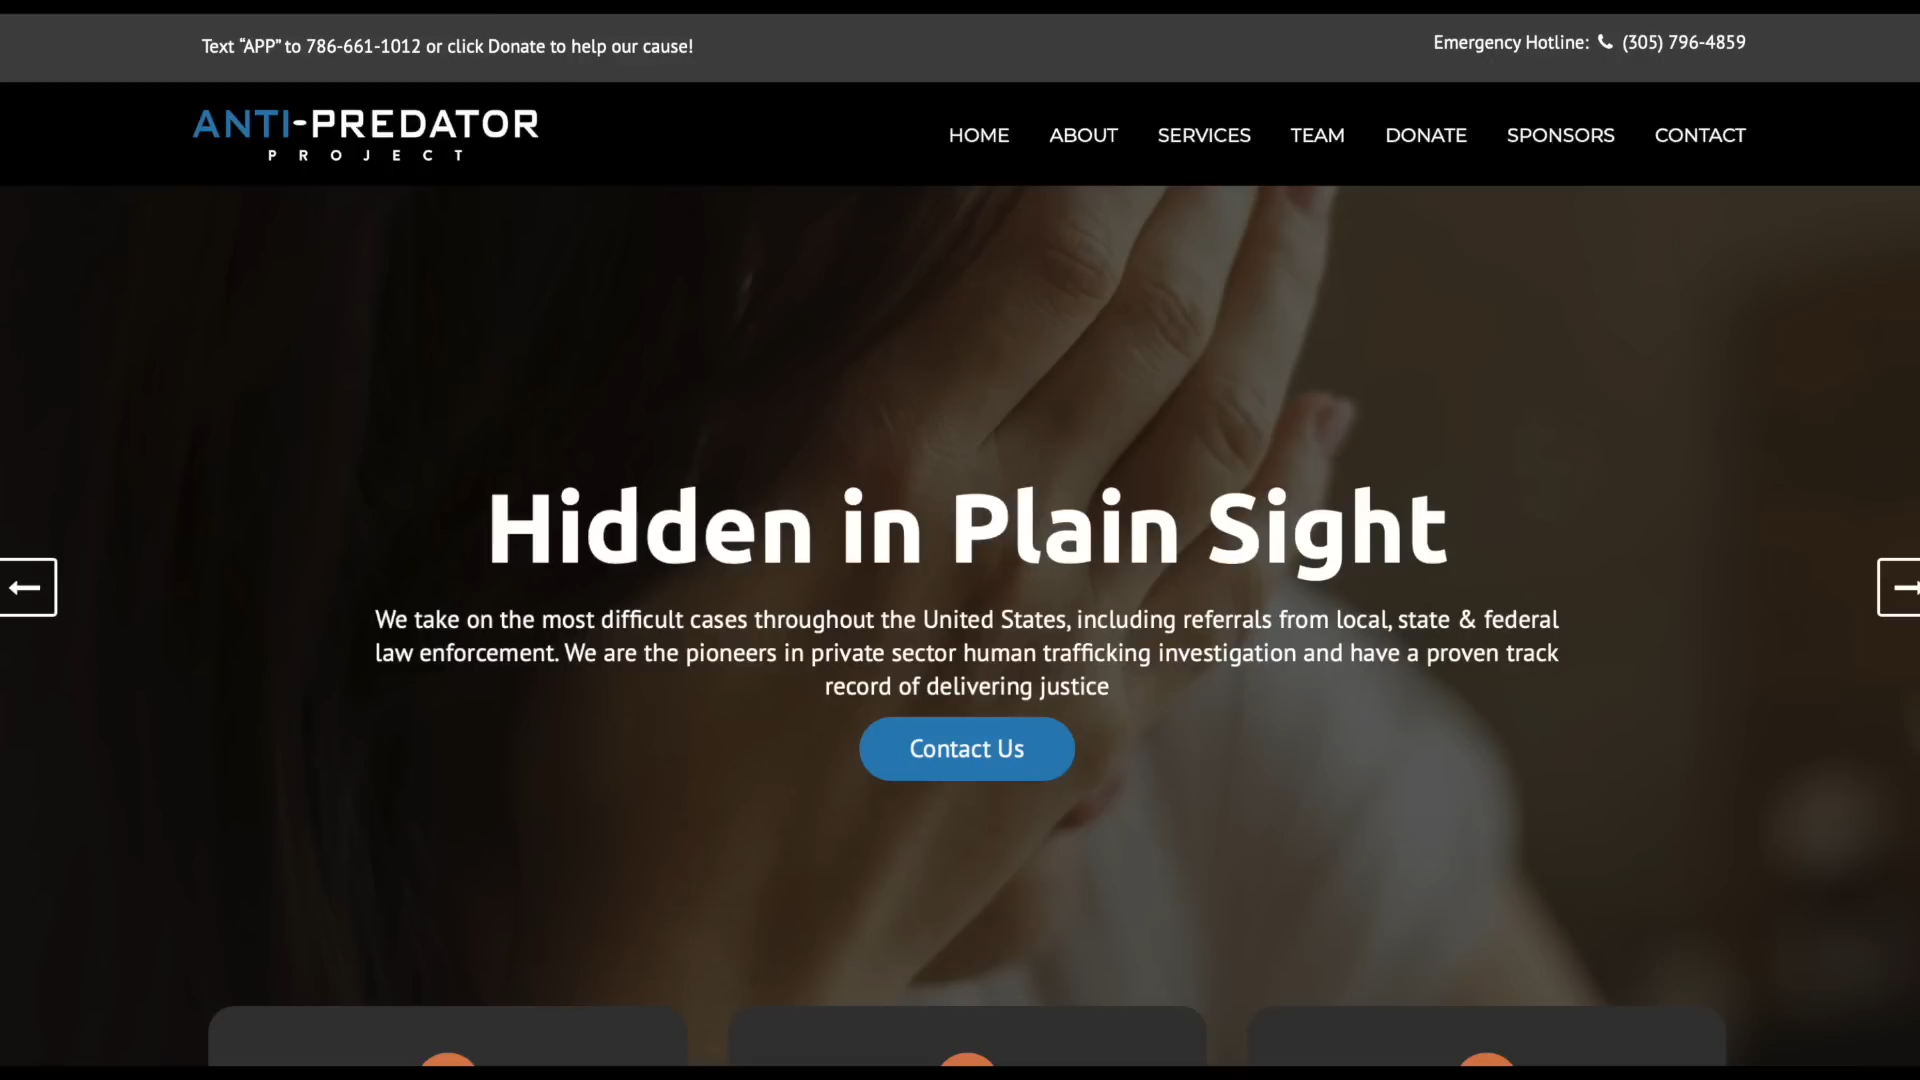 Text “APP” to 786-661-1012 or click Donate to help our cause!
Emergency Hotline: (305) 796-4859
ANTI-PREDATOR
PROJECT
HOME ABOUT SERVICES TEAM DONATE SPONSORS CONTACT
Hidden in Plain Sight
We take on the most difficult cases throughout the United States, including referrals from local, state & federal
law enforcement. We are the pioneers in private sector human trafficking investigation and have a proven track
record of delivering justice
Contact Us